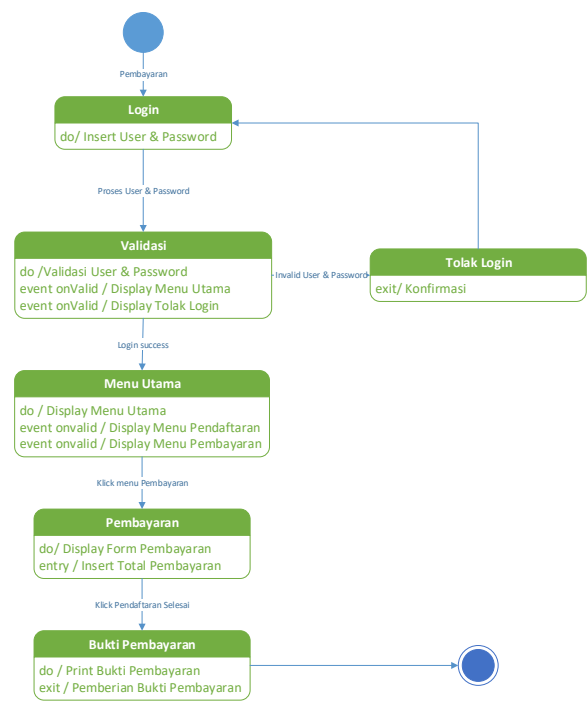 Pembayaran
Login
do/ Insert User & Password
Proses User & Password
Validasi
do /Validasi User & Password
event onValid / Display Menu Utama
event onValid / Display Tolak Login
Invalid User & Password
Tolak Login
exit/ Konfirmasi
Login success
Menu Utama
do / Display Menu Utama
event onvalid / Display Menu Pendaftaran
event onvalid / Display Menu Pembayaran
Klick menu Pembayaran
Pembayaran
do/ Display Form Pembayaran
entry / Insert Total Pembayaran
Klick Pendaftaran Selesai
Bukti Pembayaran
do / Print Bukti Pembayaran
exit / Pemberian Bukti Pembayaran